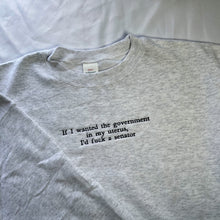 If I wanted the government
in my uterus,
I'd fuck a senator